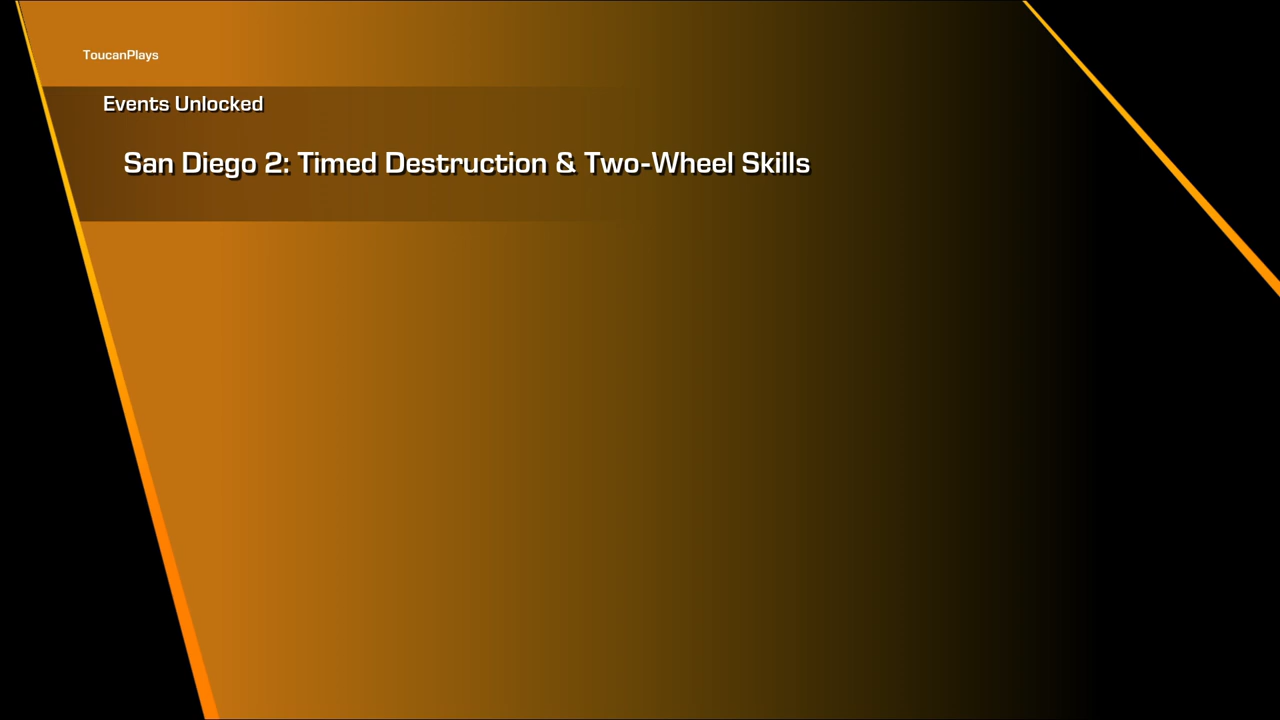 ToucanPlays
Events Unlocked
San Diego 2: Timed Destruction & Two-Wheel Skills